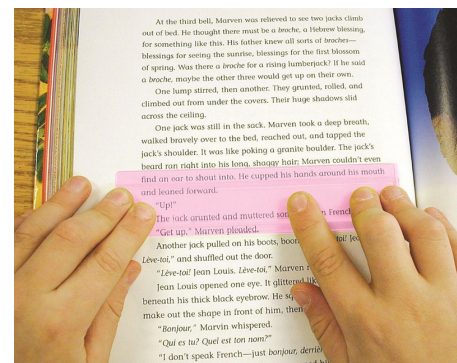 At the third bell, Marven was relieved to see two jacks climb
out of bed. He thought there must be a broche, a Hebrew blessing,
for something like this. His father knew all sorts of broches—
blessings for seeing the sunrise, blessings for the first blossom
of spring. Was there a broche for a rising lumberjack? If he said
a broche, maybe the other three would get up on their own.
One lump stirred, then another. They grunted, rolled, and
climbed out from under the covers. Their huge shadows slid
across the ceiling.
One jack was still in the sack. Marven took a deep breath,
walked bravely over to the bed, reached out, and tapped the
jack's shoulder. It was like poking a granite boulder. The jack's
beard ran right into his long, shaggy hair; Marven couldn't even
find an ear to shout into. He cupped his hands around his mouth
and leaned forward.
"Up!"
The jack grunted and muttered French
"Get up," Marven pleaded.
Another jack pulled on his boots, toi! Jea
Lève-toi," and shuffled out the door.
"Lève-toi! Jean Louis. Lève-toi," Marven
Jean Louis opened one eye. It glittered
beneath his thick black eyebrow. He
make out the shape in front of him, then
"Bonjour," Marvin whispered.
"Qui es tu? Quel est ton nom?"
"I don't speak French—just bonjour,